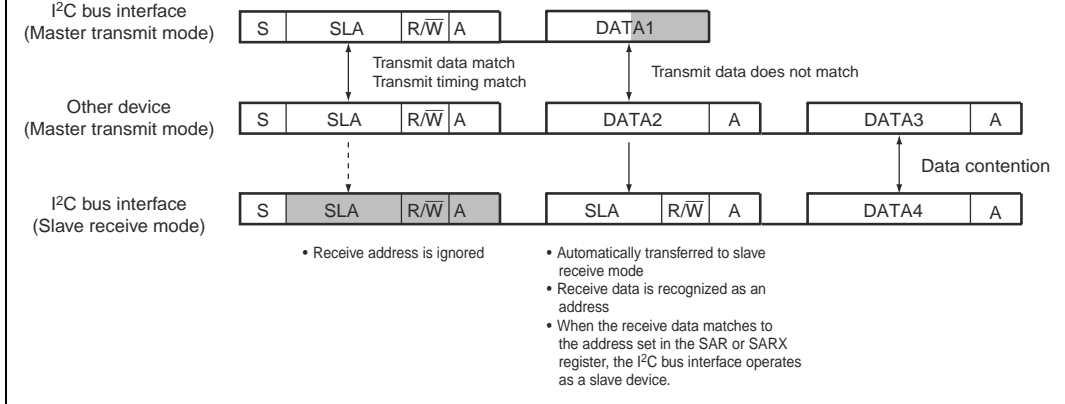 I²C bus interface
(Master transmit mode)
S SLA R/W̅ A DATA1
Transmit data match
Transmit timing match
Transmit data does not match
Other device
(Master transmit mode)
S SLA R/W̅ A DATA2 A DATA3 A
Data contention
I²C bus interface
(Slave receive mode)
S SLA R/W̅ A SLA R/W̅ A DATA4 A
• Receive address is ignored
• Automatically transferred to slave
receive mode
• Receive data is recognized as an
address
• When the receive data matches to
the address set in the SAR or SARX
register, the I²C bus interface operates
as a slave device.